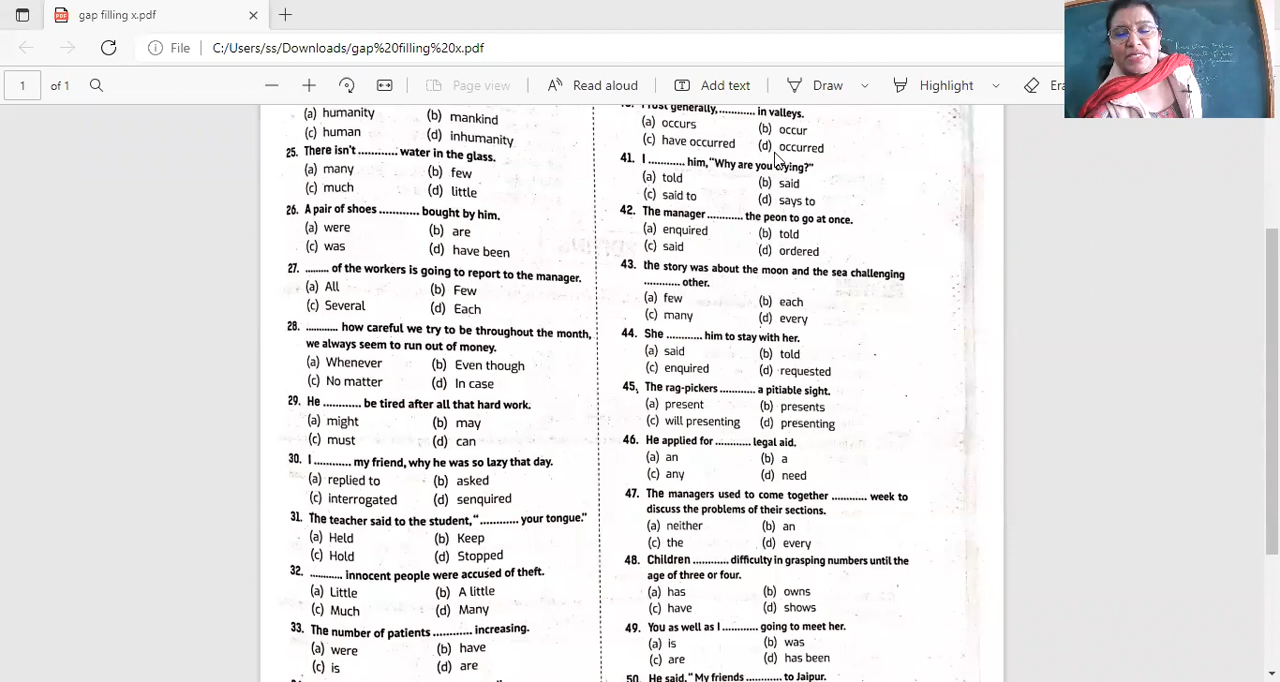 gap filling x.pdf
File
C:/Users/ss/Downloads/gap%20filling%20x.pdf
1 of 1
Page view
Read aloud
Add text
Draw
Highlight
Era
(a) humanity (b) mankind
(c) human (d) inhumanity
25. There isn't ............ water in the glass.
(a) many (b) few
(c) much (d) little
26. A pair of shoes ............ bought by him.
(a) were (b) are
(c) was (d) have been
27. ......... of the workers is going to report to the manager.
(a) All (b) Few
(c) Several (d) Each
28. ............ how careful we try to be throughout the month,
we always seem to run out of money.
(a) Whenever (b) Even though
(c) No matter (d) In case
29. He ............ be tired after all that hard work.
(a) might (b) may
(c) must (d) can
30. I ............ my friend, why he was so lazy that day.
(a) replied to (b) asked
(c) interrogated (d) senquired
31. The teacher said to the student, "............ your tongue."
(a) Held (b) Keep
(c) Hold (d) Stopped
32. ............ innocent people were accused of theft.
(a) Little (b) A little
(c) Much (d) Many
33. The number of patients ............ increasing.
(a) were (b) have
(c) is (d) are
generally, ............ in valleys.
(a) occurs (b) occur
(c) have occurred (d) occurred
41. I ............ him, "Why are you crying?"
(a) told (b) said
(c) said to (d) says to
42. The manager ............ the peon to go at once.
(a) enquired (b) told
(c) said (d) ordered
43. the story was about the moon and the sea challenging
............ other.
(a) few (b) each
(c) many (d) every
44. She ............ him to stay with her.
(a) said (b) told
(c) enquired (d) requested
45. The rag-pickers ............ a pitiable sight.
(a) present (b) presents
(c) will presenting (d) presenting
46. He applied for ............ legal aid.
(a) an (b) a
(c) any (d) need
47. The managers used to come together ............ week to
discuss the problems of their sections.
(a) neither (b) an
(c) the (d) every
48. Children ............ difficulty in grasping numbers until the
age of three or four.
(a) has (b) owns
(c) have (d) shows
49. You as well as I ............ going to meet her.
(a) is (b) was
(c) are (d) has been
50. He said, "My friends ............ to Jaipur.